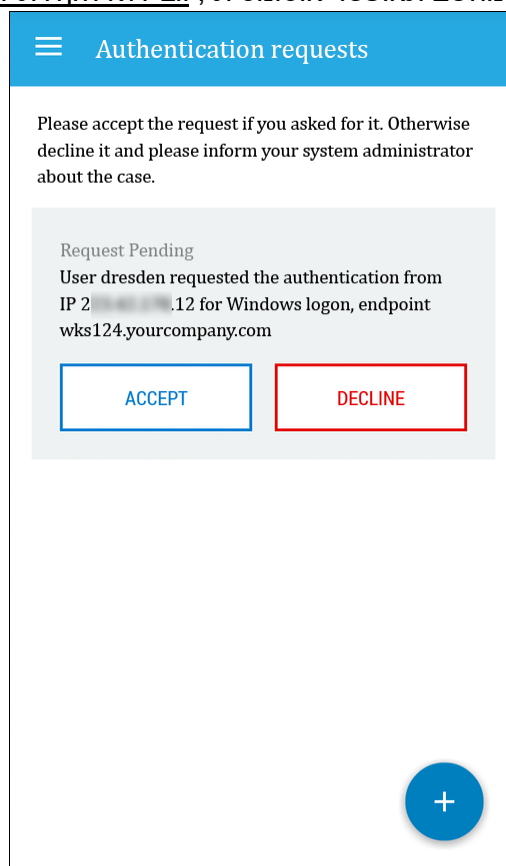 Authentication requests
Please accept the request if you asked for it. Otherwise
decline it and please inform your system administrator
about the case.
Request Pending
User dresden requested the authentication from
IP 2 .12 for Windows logon, endpoint
wks124.yourcompany.com
ACCEPT
DECLINE
+